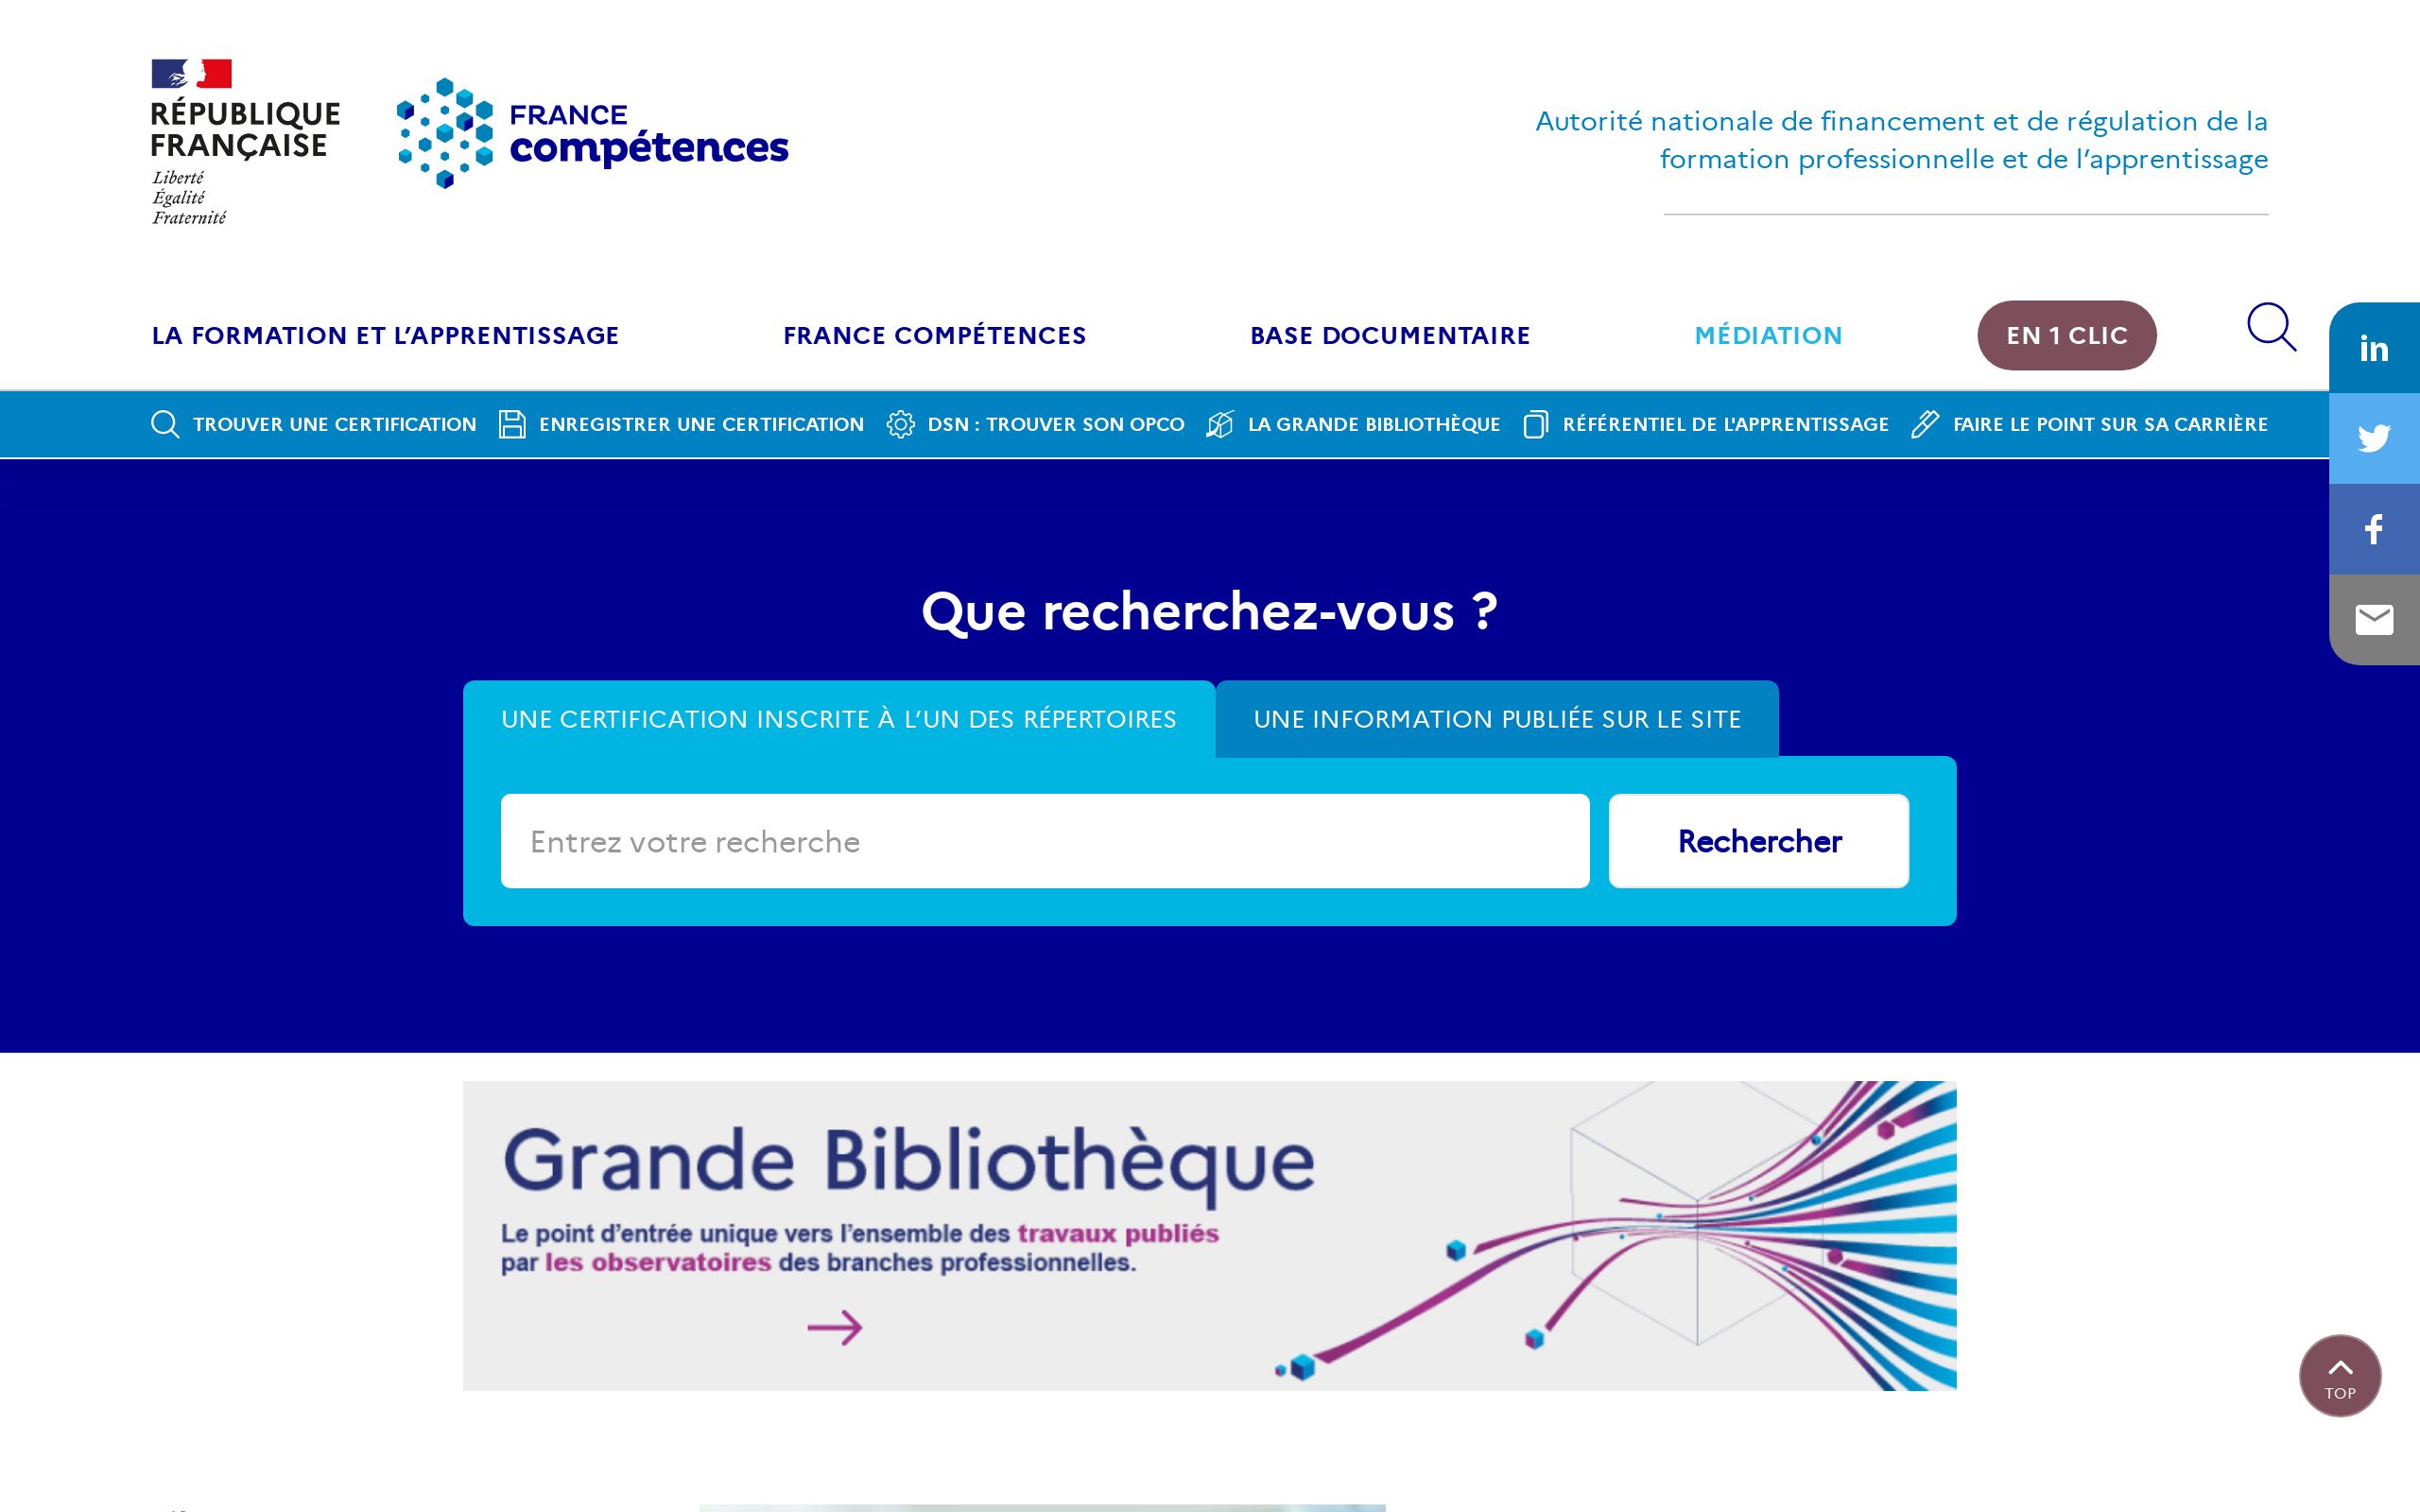 RÉPUBLIQUE
FRANÇAISE
Liberté
Égalité
Fraternité
FRANCE
compétences
Autorité nationale de financement et de régulation de la
formation professionnelle et de l’apprentissage
LA FORMATION ET L’APPRENTISSAGE FRANCE COMPÉTENCES BASE DOCUMENTAIRE MÉDIATION EN 1 CLIC
in
TROUVER UNE CERTIFICATION ENREGISTRER UNE CERTIFICATION DSN : TROUVER SON OPCO LA GRANDE BIBLIOTHÈQUE RÉFÉRENTIEL DE L'APPRENTISSAGE FAIRE LE POINT SUR SA CARRIÈRE
f
Que recherchez-vous ?
UNE CERTIFICATION INSCRITE À L’UN DES RÉPERTOIRES UNE INFORMATION PUBLIÉE SUR LE SITE
Entrez votre recherche Rechercher
Grande Bibliothèque
Le point d’entrée unique vers l’ensemble des travaux publiés
par les observatoires des branches professionnelles.
TOP